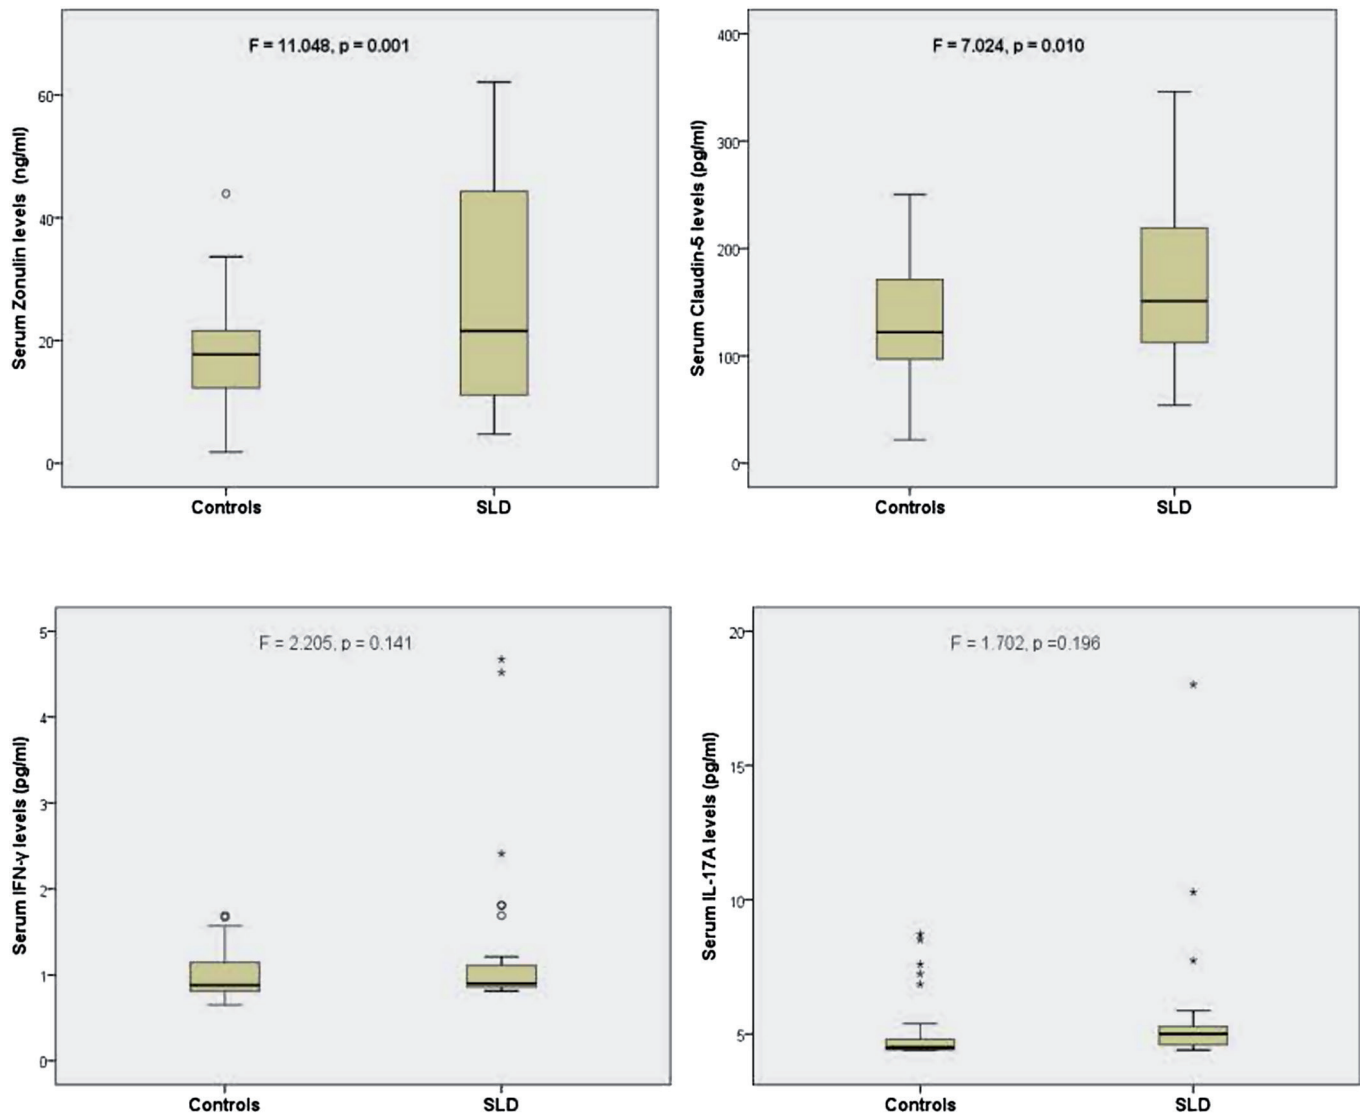 F = 11.048, p = 0.001
Serum Zonulin levels (ng/ml)
60
40
20
0
Controls
SLD
F = 7.024, p = 0.010
Serum Claudin-5 levels (pg/ml)
400
300
200
100
0
Controls
SLD
F = 2.205, p = 0.141
Serum IFN-γ levels (pg/ml)
5
4
3
2
1
0
Controls
SLD
F = 1.702, p =0.196
Serum IL-17A levels (pg/ml)
20
15
10
5
Controls
SLD